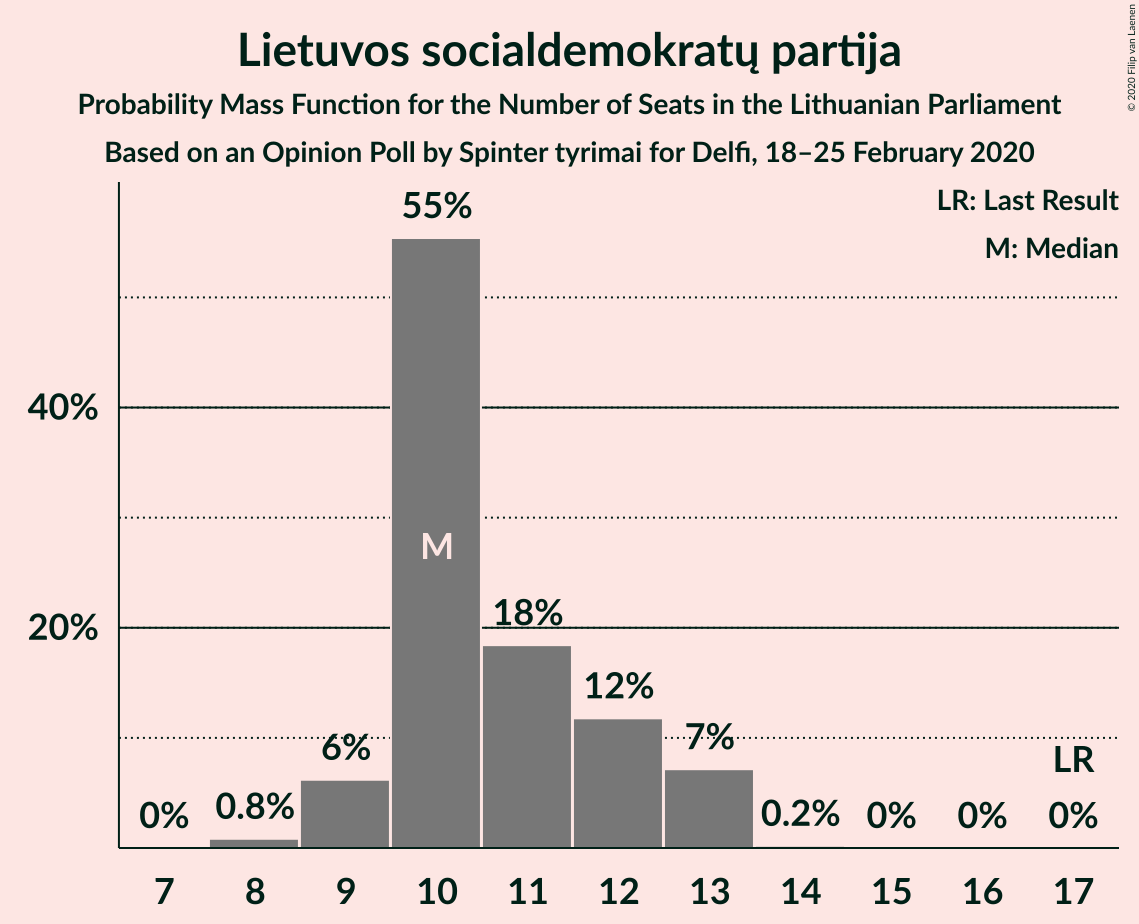 Lietuvos socialdemokratų partija
Probability Mass Function for the Number of Seats in the Lithuanian Parliament
Based on an Opinion Poll by Spinter tyrimai for Delfi, 18–25 February 2020
© 2020 Filip van Laenen
LR: Last Result
M: Median
55%
40%
M
18%
20%
12%
7%
6%
LR
0%
0.8%
0.2%
0%
0%
0%
7 8 9 10 11 12 13 14 15 16 17